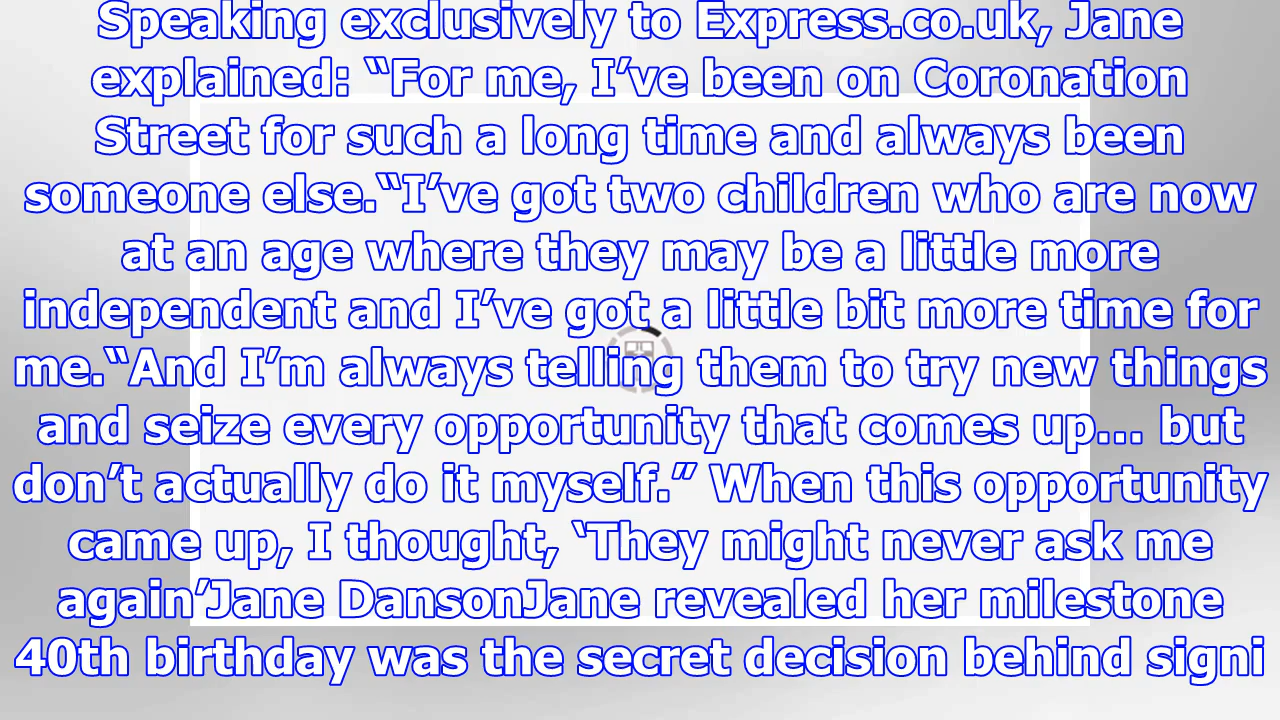 Speaking exclusively to Express.co.uk, Jane
explained: “For me, I’ve been on Coronation
Street for such a long time and always been
someone else.“I’ve got two children who are now
at an age where they may be a little more
independent and I’ve got a little bit more time for
me.“And I’m always telling them to try new things
and seize every opportunity that comes up... but
don’t actually do it myself.” When this opportunity
came up, I thought, ‘They might never ask me
again’Jane DansonJane revealed her milestone
40th birthday was the secret decision behind signi